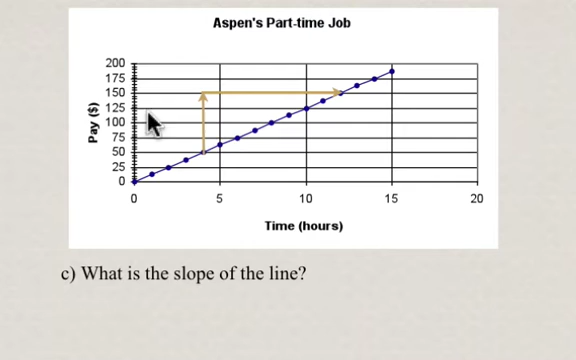 Aspen's Part-time Job
Pay ($)
200
175
150
125
100
75
50
25
0
0 5 10 15 20
Time (hours)
c) What is the slope of the line?